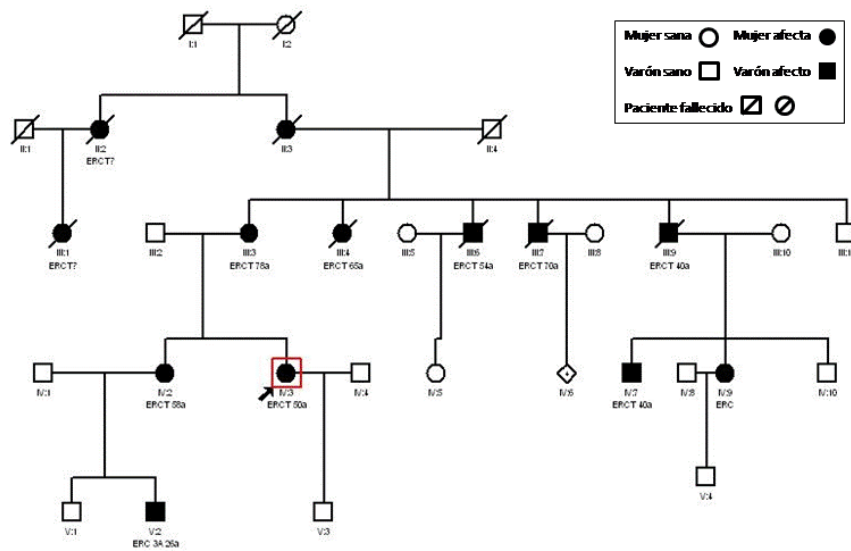 Mujer sana Mujer afecta
Varón sano Varón afecto
Paciente fallecido
I:1 I:2
II:1 II:2 II:3 II:4
ERCT?
III:1 III:2 III:3 III:4 III:5 III:6 III:7 III:8 III:9 III:10
ERCT? ERCT 78a ERCT 65a ERCT 54a ERCT 70a ERCT 40a
IV:1 IV:2 IV:3 IV:4 IV:5 IV:6 IV:7 IV:8 IV:9 IV:10
ERCT 58a ERCT 50a ERCT 40a ERC
V:1 V:2 V:3 V:4
ERC 3A 26a